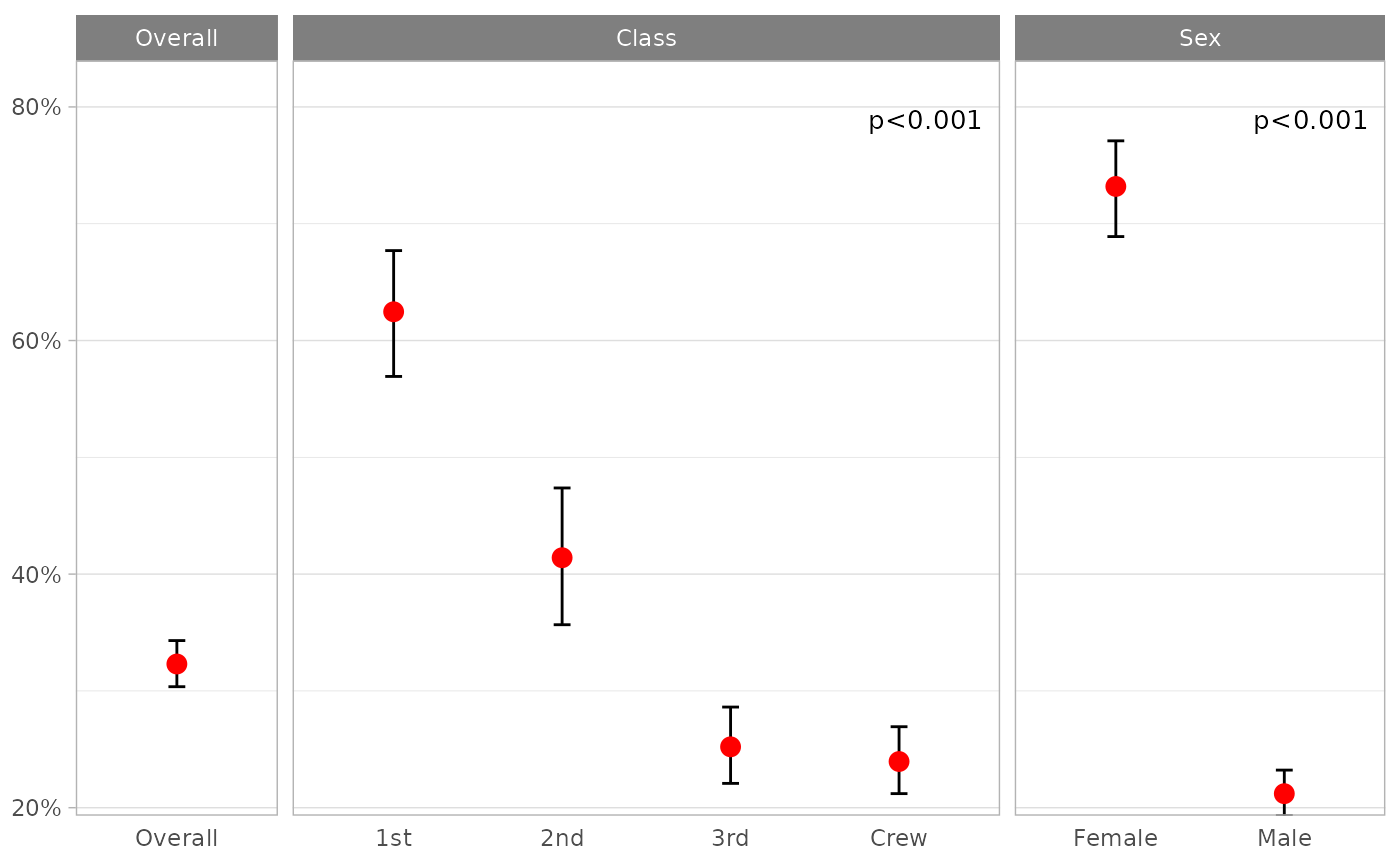 Overall
Class
Sex
80%
60%
40%
20%
p<0.001
p<0.001
Overall
1st
2nd
3rd
Crew
Female
Male